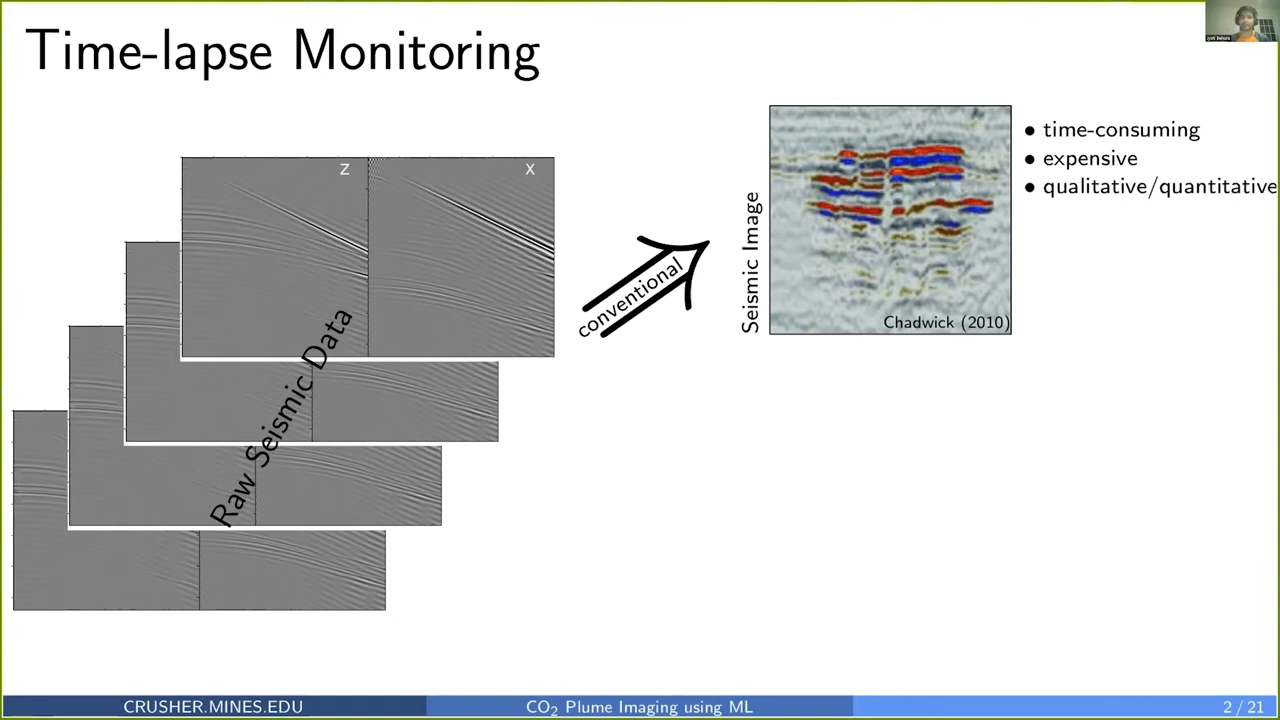 Time-lapse Monitoring
z
x
Raw Seismic Data
conventional
Seismic Image
Chadwick (2010)
• time-consuming
• expensive
• qualitative/quantitative
CRUSHER.MINES.EDU
CO₂ Plume Imaging using ML
2 / 21